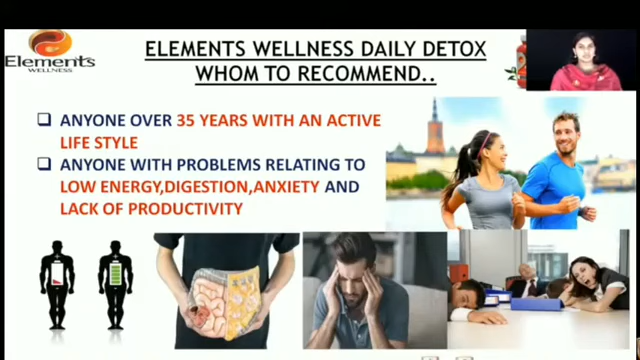 Elements
WELLNESS
ELEMENTS WELLNESS DAILY DETOX
WHOM TO RECOMMEND..
ANYONE OVER 35 YEARS WITH AN ACTIVE
LIFE STYLE
ANYONE WITH PROBLEMS RELATING TO
LOW ENERGY,DIGESTION,ANXIETY AND
LACK OF PRODUCTIVITY